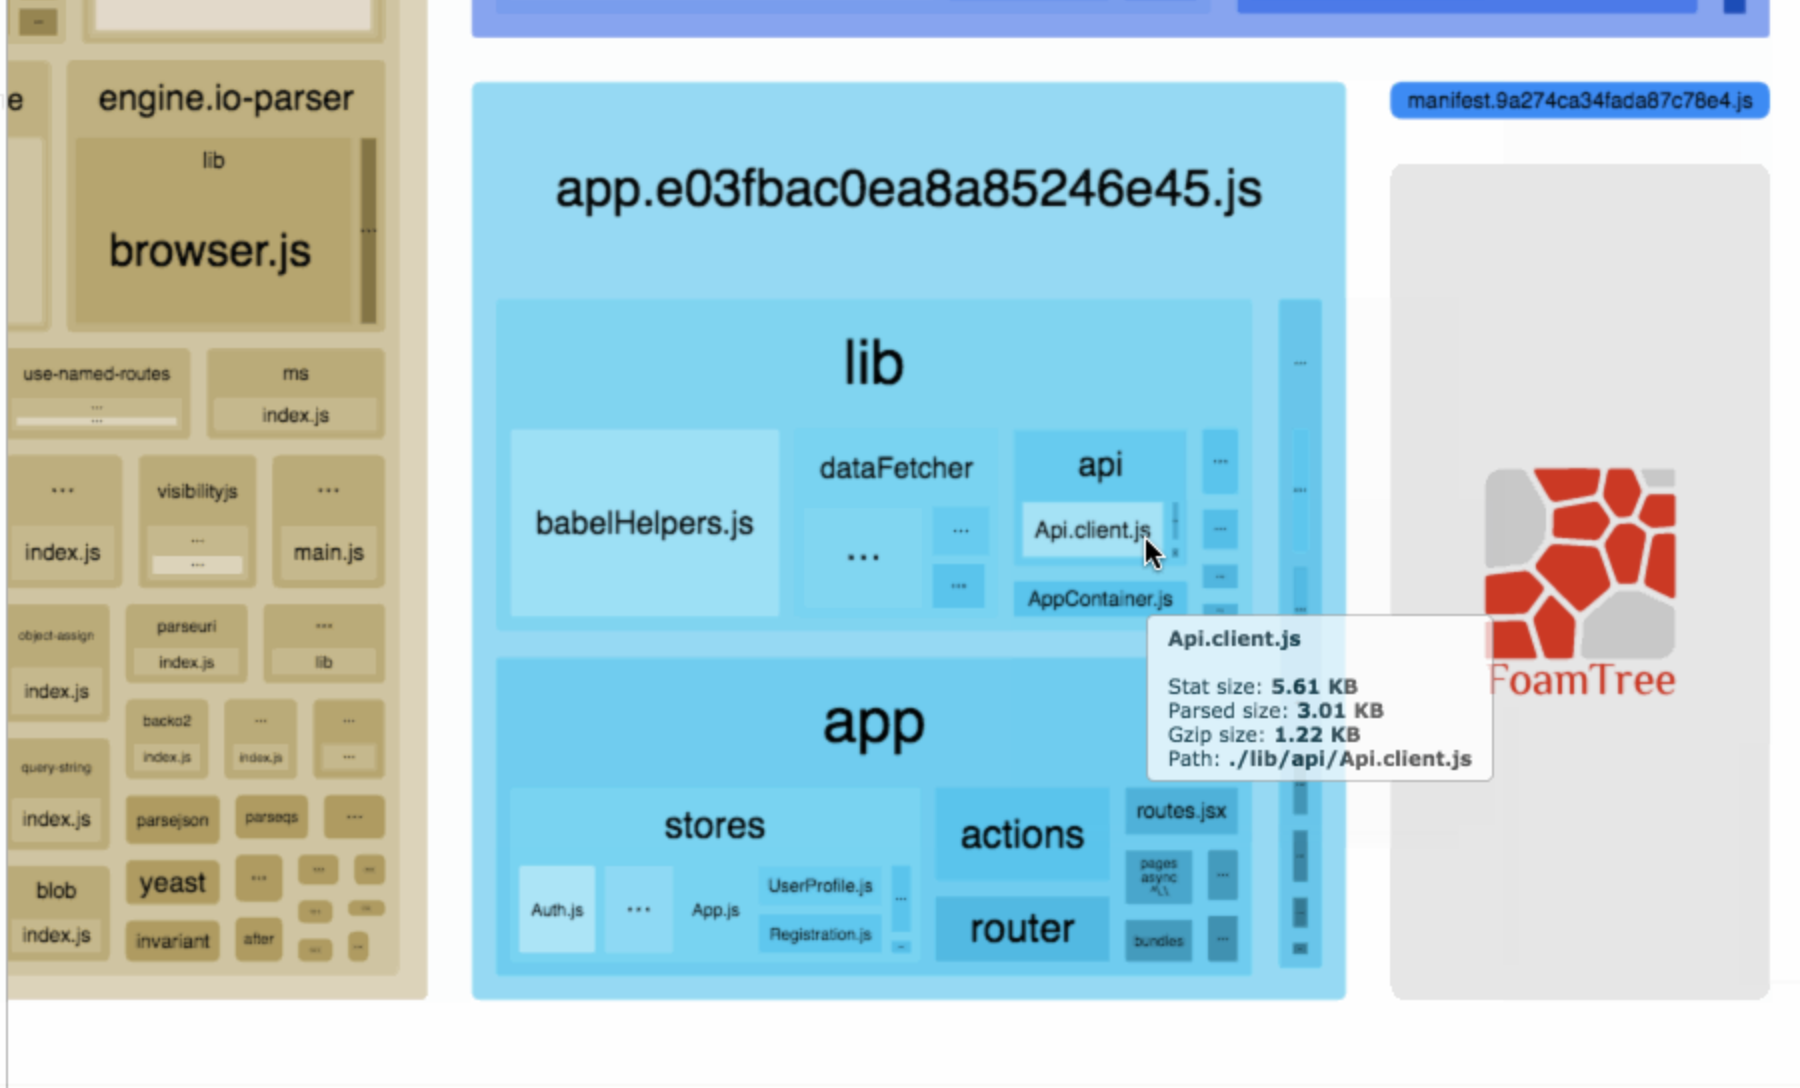 e
engine.io-parser
lib
browser.js
...
use-named-routes
...
...
ms
index.js
...
index.js
visibilityjs
...
...
...
main.js
object-assign
index.js
parseuri
index.js
...
lib
backo2
index.js
...
index.js
...
...
query-string
index.js
parsejson
parseqs
...
blob
index.js
yeast
...
...
...
...
...
invariant
after
...
...
app.e03fbac0ea8a85246e45.js
lib
babelHelpers.js
dataFetcher
...
...
...
api
Api.client.js
AppContainer.js
...
...
...
...
app
stores
Auth.js
...
App.js
UserProfile.js
Registration.js
...
actions
router
routes.jsx
pages
async
^\.\
...
bundles
...
Api.client.js
Stat size: 5.61 KB
Parsed size: 3.01 KB
Gzip size: 1.22 KB
Path: ./lib/api/Api.client.js
manifest.9a274ca34fada87c78e4.js
FoamTree